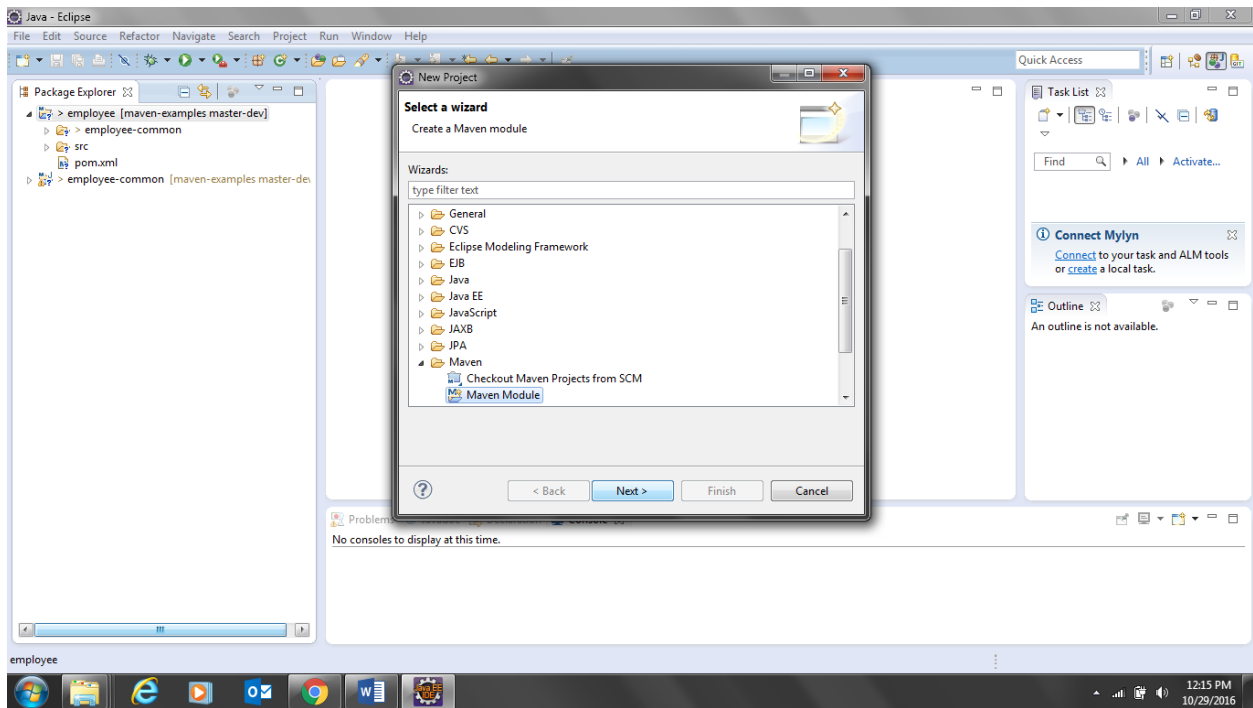 Java - Eclipse
File Edit Source Refactor Navigate Search Project Run Window Help
Quick Access
Package Explorer
> employee [maven-examples master-dev]
> employee-common
src
pom.xml
> employee-common [maven-examples master-dev
New Project
Select a wizard
Create a Maven module
Wizards:
type filter text
General
CVS
Eclipse Modeling Framework
EJB
Java
Java EE
JavaScript
JAXB
JPA
Maven
Checkout Maven Projects from SCM
Maven Module
< Back Next > Finish Cancel
Task List
Find All Activate...
Connect Mylyn
Connect to your task and ALM tools
or create a local task.
Outline
An outline is not available.
Problems
No consoles to display at this time.
employee
Java EE
IDE
12:15 PM
10/29/2016